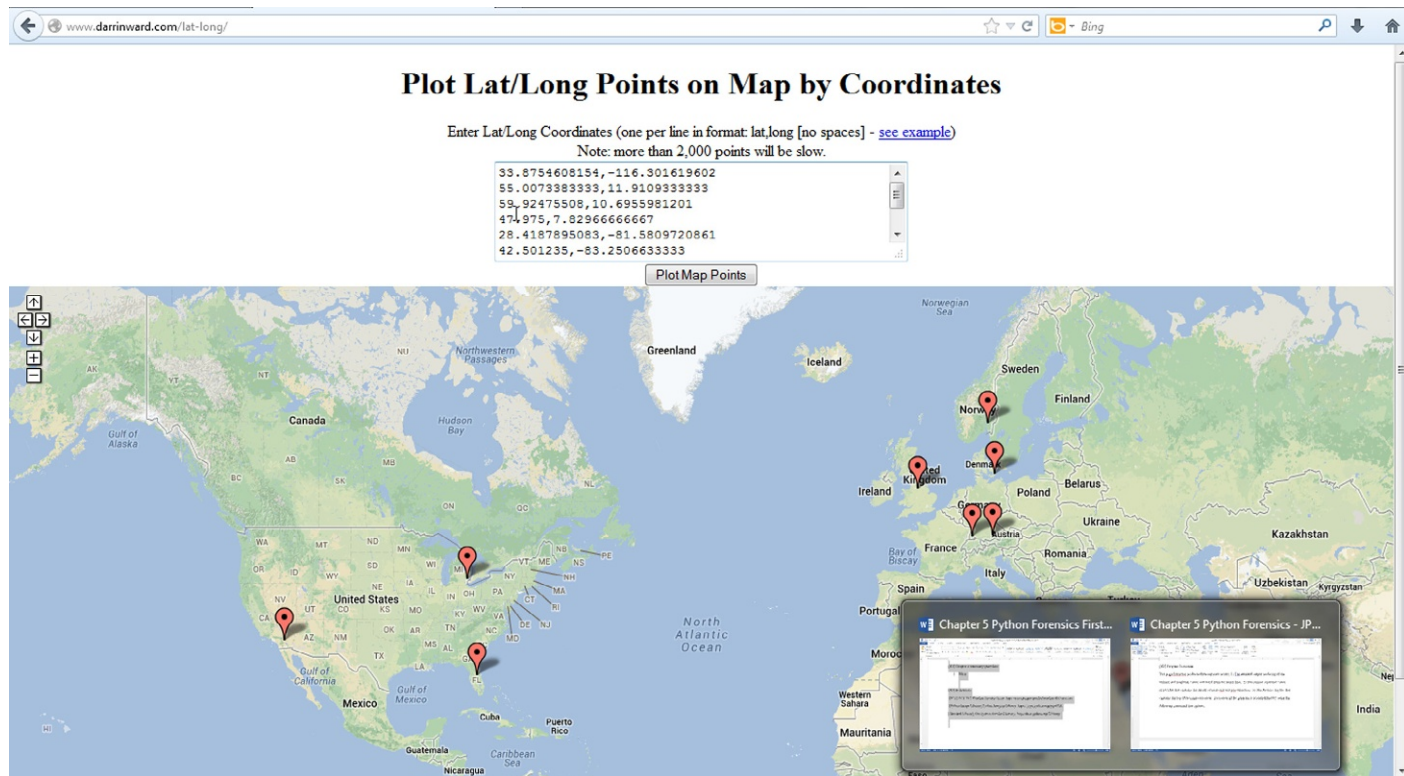 www.darrinward.com/lat-long/
Bing
Plot Lat/Long Points on Map by Coordinates
Enter Lat/Long Coordinates (one per line in format: lat,long [no spaces] - see example)
Note: more than 2,000 points will be slow.
33.8754608154,-116.301619602
55.0073383333,11.9109333333
59.92475508,10.6955981201
47.975,7.82966666667
28.4187895083,-81.5809720861
42.501235,-83.2506633333
Plot Map Points
Norwegian
Sea
Greenland
Iceland
NU
Northwestern
Passages
AK
YT
NT
Sweden
Finland
Canada
Hudson
Bay
Gulf of
Alaska
AB
MB
BC
SK
NL
ON
QC
Denmark
Kingdom
Ireland
Poland
Belarus
Ukraine
Kazakhstan
WA
MT
ND
MN
NB
PE
OR
ID
WY
SD
WI
VT
ME
NS
NH
NY
MA
CT
RI
Bay of
Biscay
France
Austria
Romania
Italy
NV
UT
CO
NE
KS
IA
MO
IL
IN
OH
PA
United States
KY
WV
VA
DE
NJ
MD
Uzbekistan
Kyrgyzstan
Spain
Portugal
CA
AZ
NM
OK
AR
TN
NC
North
Atlantic
Ocean
TX
LA
MS
AL
GA
FL
Gulf of
California
Gulf of
Mexico
Mexico
Western
Sahara
Mauritania
India
HI
Cuba
Puerto
Rico
Guatemala
Caribbean
Sea
Nicaragua
Chapter 5 Python Forensics First...
Chapter 5 Python Forensics - JP...